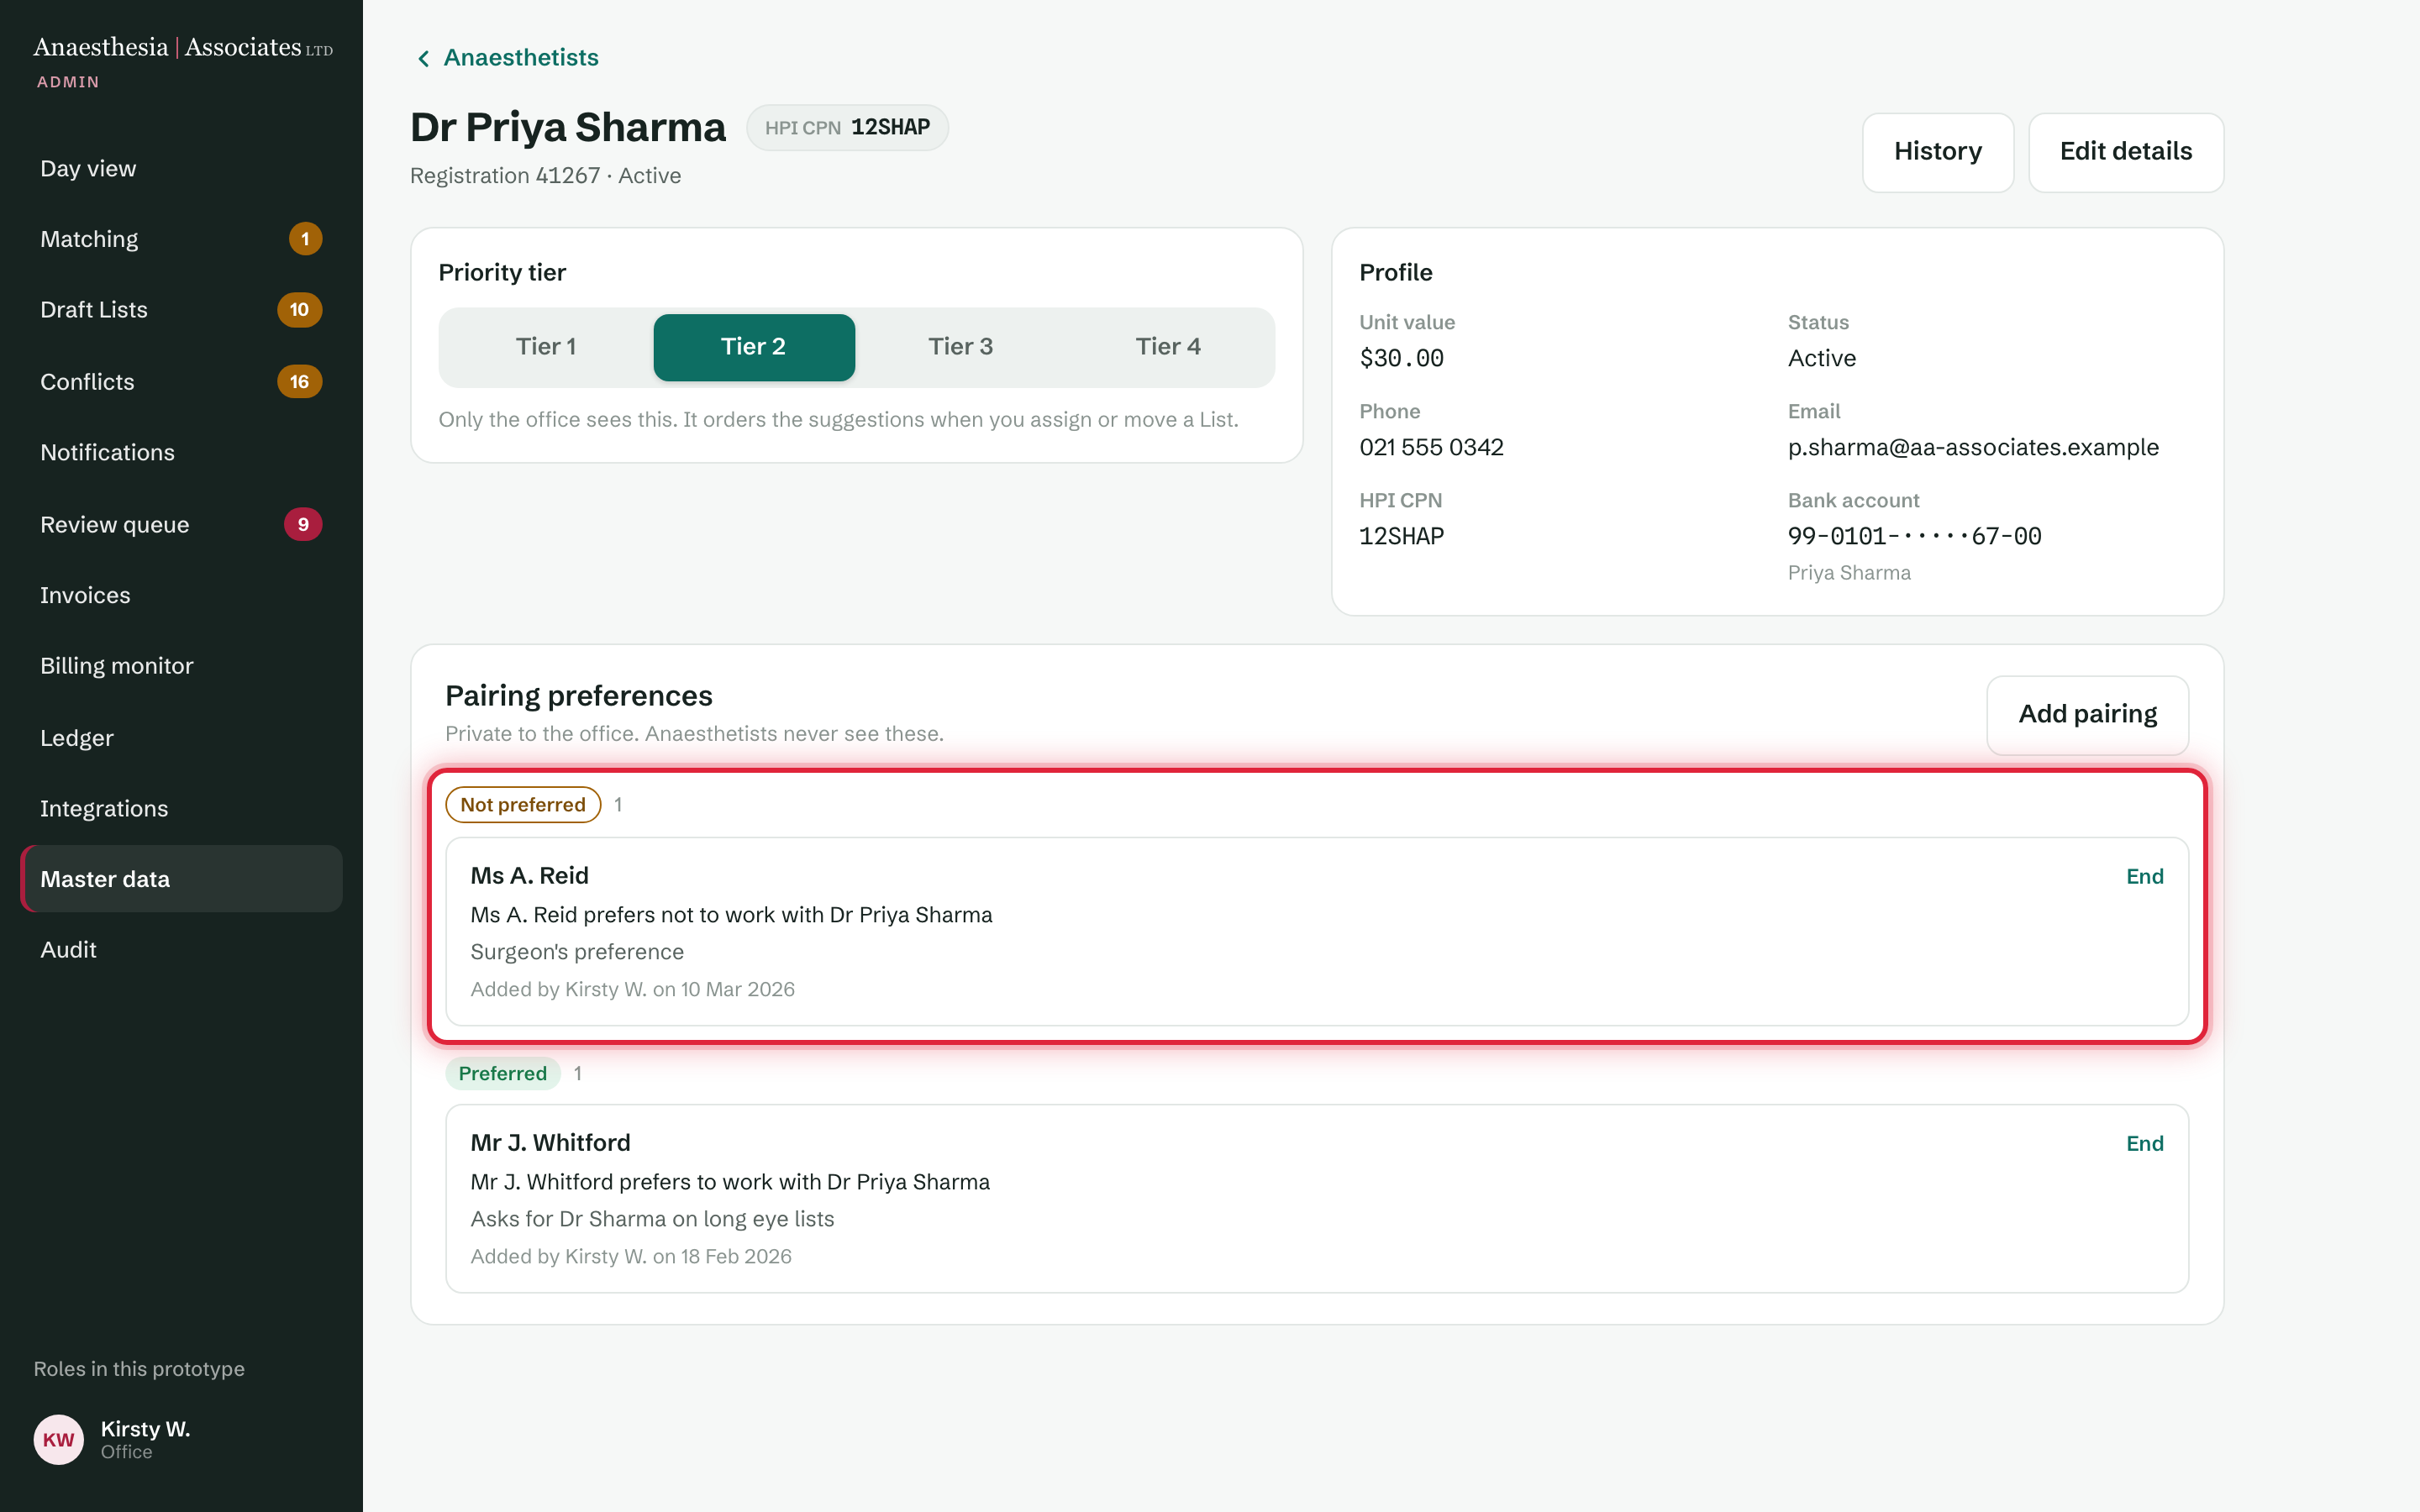 Anaesthesia | Associates LTD
ADMIN
Day view
Matching 1
Draft Lists 10
Conflicts 16
Notifications
Review queue 9
Invoices
Billing monitor
Ledger
Integrations
Master data
Audit
Roles in this prototype
KW
Kirsty W.
Office
Anaesthetists
Dr Priya Sharma HPI CPN 12SHAP
Registration 41267 · Active
History
Edit details
Priority tier
Tier 1 Tier 2 Tier 3 Tier 4
Only the office sees this. It orders the suggestions when you assign or move a List.
Profile
Unit value
$30.00
Status
Active
Phone
021 555 0342
Email
p.sharma@aa-associates.example
HPI CPN
12SHAP
Bank account
99-0101-·····67-00
Priya Sharma
Pairing preferences
Private to the office. Anaesthetists never see these.
Add pairing
Not preferred 1
Ms A. Reid
End
Ms A. Reid prefers not to work with Dr Priya Sharma
Surgeon's preference
Added by Kirsty W. on 10 Mar 2026
Preferred 1
Mr J. Whitford
End
Mr J. Whitford prefers to work with Dr Priya Sharma
Asks for Dr Sharma on long eye lists
Added by Kirsty W. on 18 Feb 2026